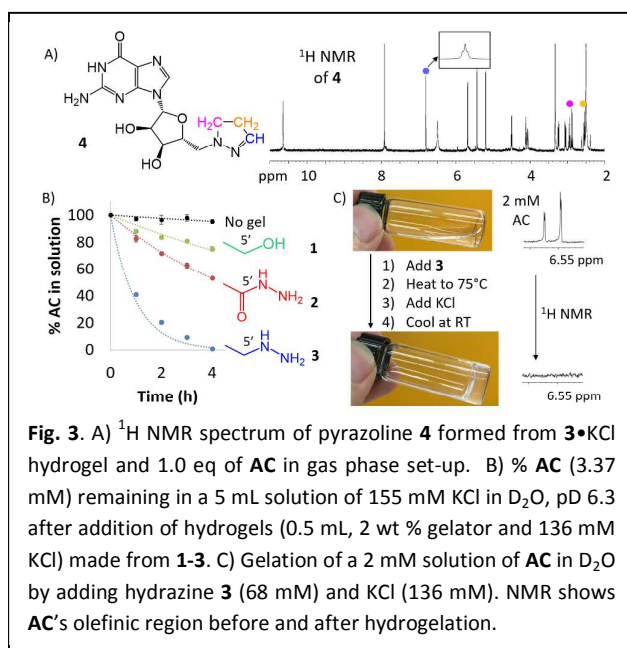 A)
O
HN
N
H₂N
N
N
O
HO
HO
H₂C
CH₂
CH
N
N
4
¹H NMR
of 4
ppm
10
8
6
4
2
B)
% AC in solution
100
80
60
40
20
0
0
2
4
Time (h)
No gel
5'
OH
1
5'
H
N
NH₂
O
2
5'
H
N
NH₂
3
C)
1) Add 3
2) Heat to 75°C
3) Add KCl
4) Cool at RT
2 mM
AC
6.55 ppm
¹H NMR
6.55 ppm
Fig. 3. A) ¹H NMR spectrum of pyrazoline 4 formed from 3•KCl
hydrogel and 1.0 eq of AC in gas phase set-up. B) % AC (3.37
mM) remaining in a 5 mL solution of 155 mM KCl in D₂O, pD 6.3
after addition of hydrogels (0.5 mL, 2 wt % gelator and 136 mM
KCl) made from 1-3. C) Gelation of a 2 mM solution of AC in D₂O
by adding hydrazine 3 (68 mM) and KCl (136 mM). NMR shows
AC's olefinic region before and after hydrogelation.